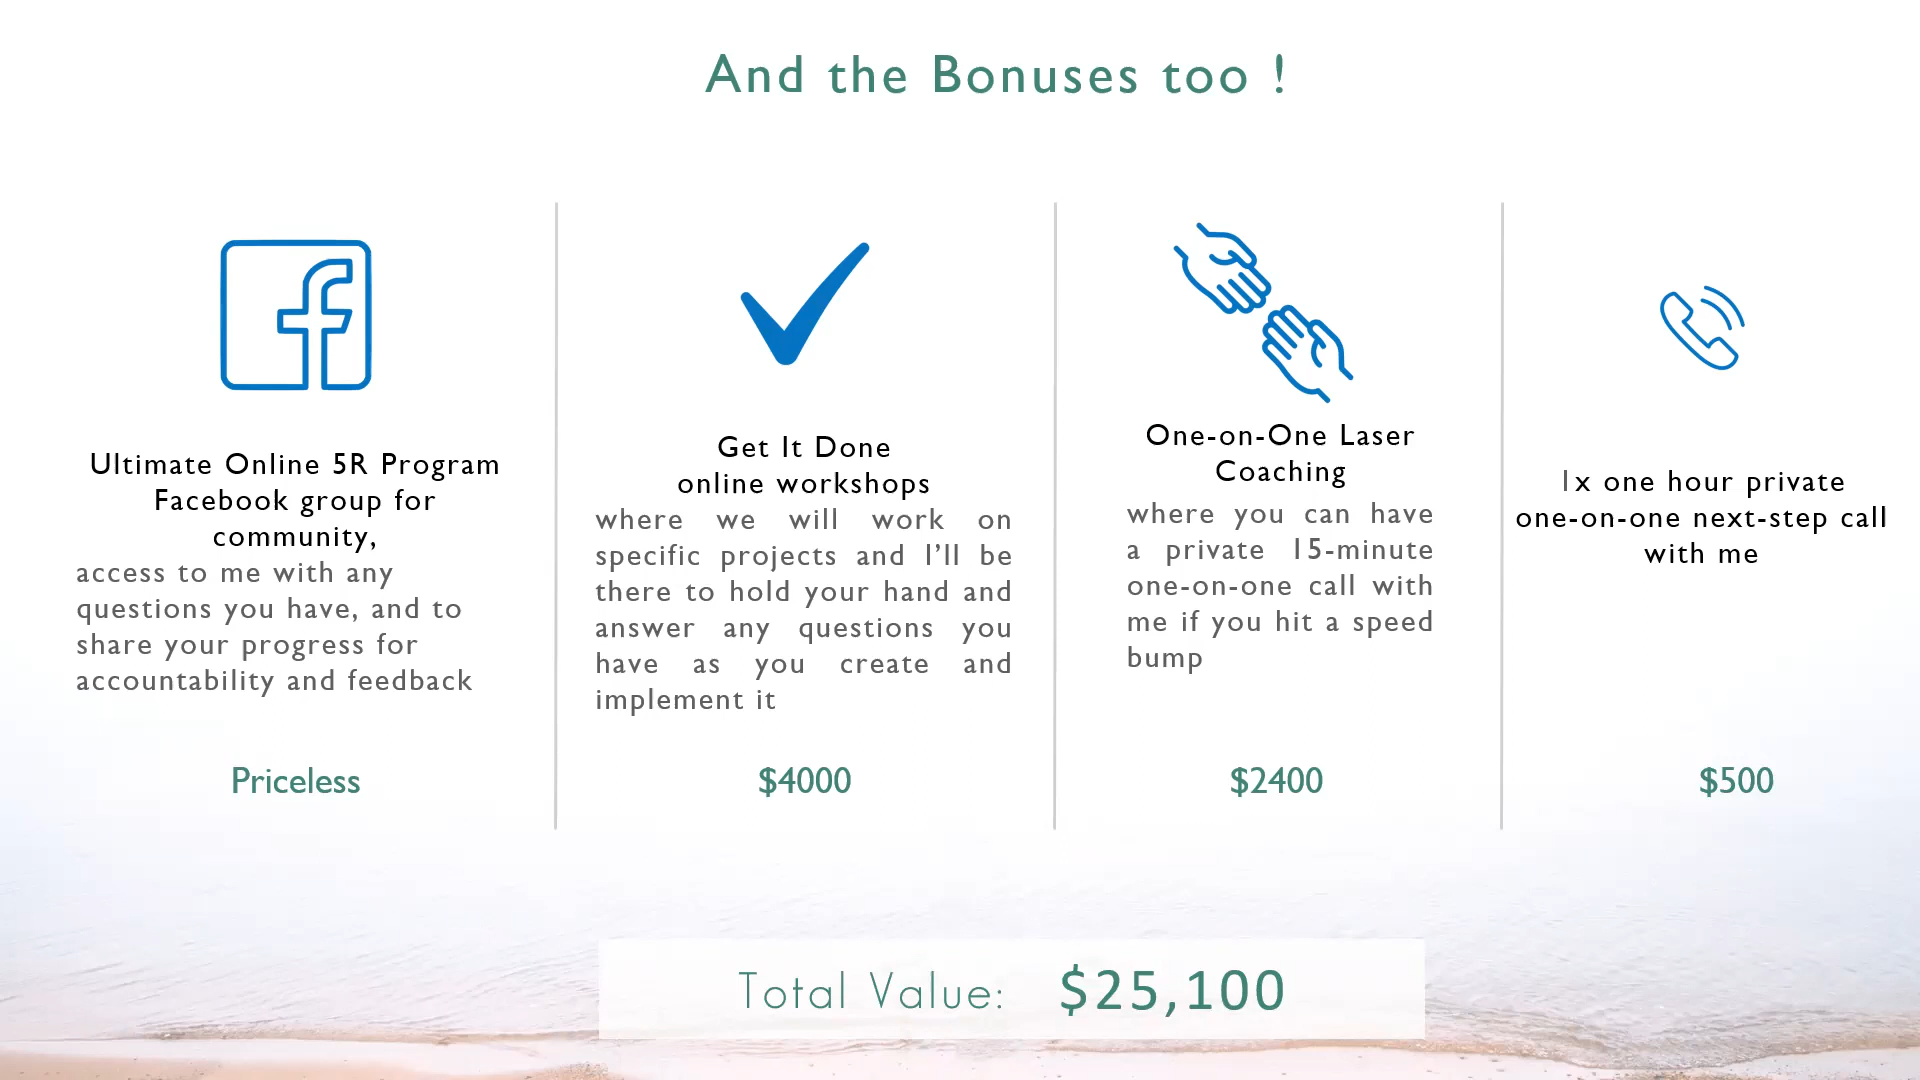 And the Bonuses too !
Ultimate Online 5R Program
Facebook group for
community,
access to me with any
questions you have, and to
share your progress for
accountability and feedback
Priceless
Get It Done
online workshops
where we will work on
specific projects and I’ll be
there to hold your hand and
answer any questions you
have as you create and
implement it
$4000
One-on-One Laser
Coaching
where you can have
a private 15-minute
one-on-one call with
me if you hit a speed
bump
$2400
1x one hour private
one-on-one next-step call
with me
$500
Total Value: $25,100